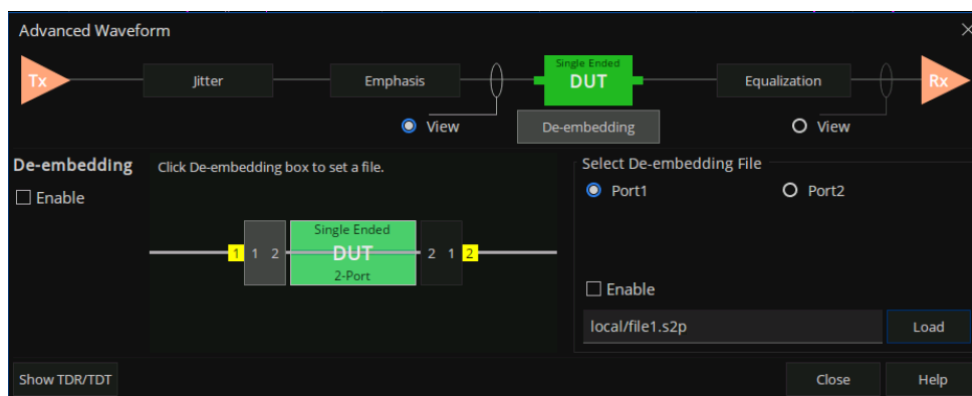 Advanced Waveform
Tx
Jitter
Emphasis
Single Ended
DUT
Equalization
Rx
View
De-embedding
View
De-embedding
Enable
Click De-embedding box to set a file.
1 1 2
Single Ended
DUT
2-Port
2 1 2
Select De-embedding File
Port1
Port2
Enable
local/file1.s2p
Load
Show TDR/TDT
Close
Help